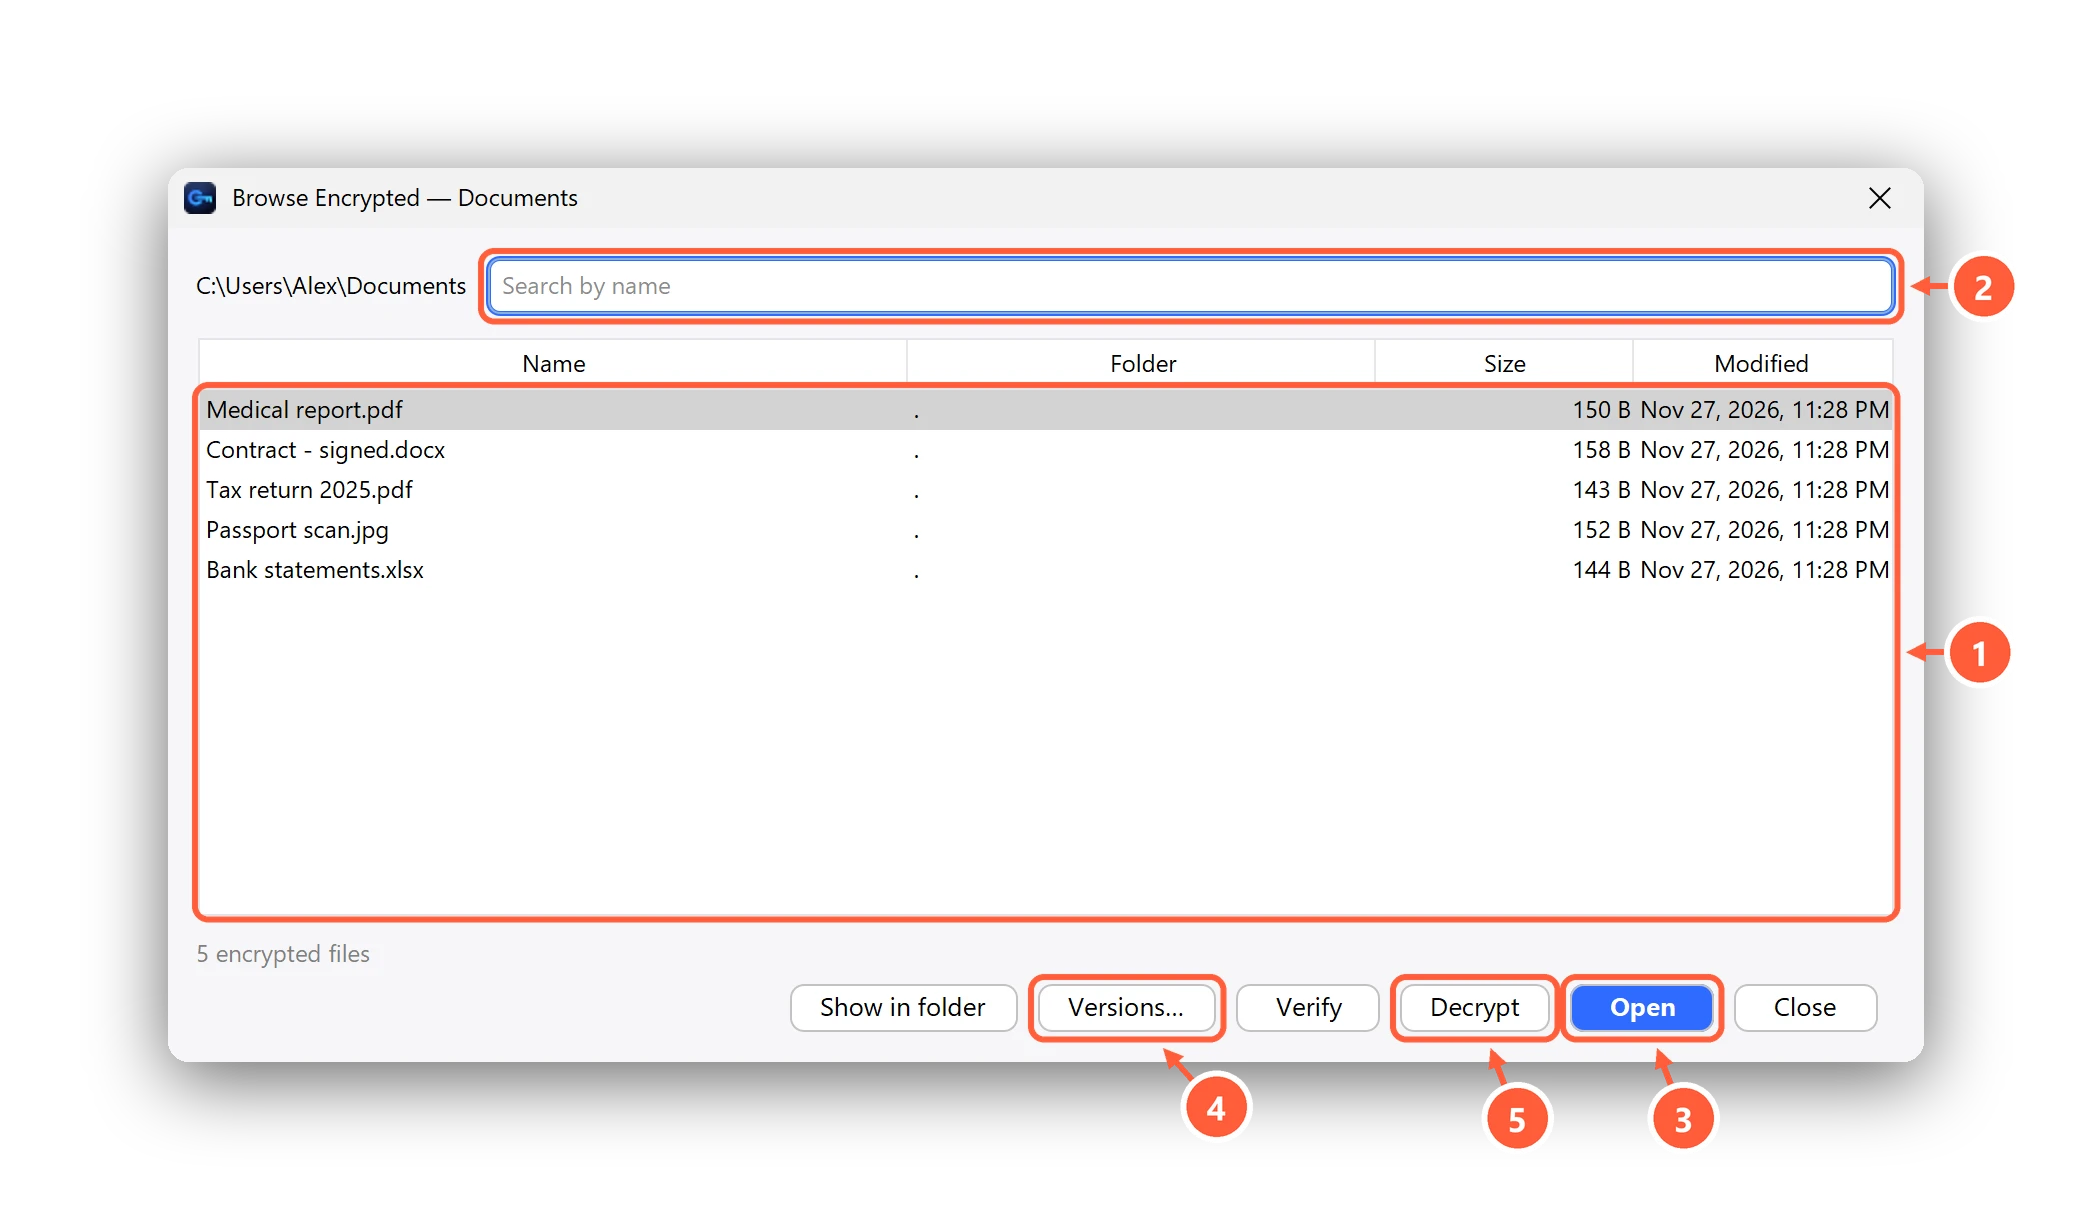 Browse Encrypted — Documents
C:\Users\Alex\Documents Search by name 2
Name Folder Size Modified
Medical report.pdf . 150 B Nov 27, 2026, 11:28 PM
Contract - signed.docx . 158 B Nov 27, 2026, 11:28 PM
Tax return 2025.pdf . 143 B Nov 27, 2026, 11:28 PM
Passport scan.jpg . 152 B Nov 27, 2026, 11:28 PM
Bank statements.xlsx . 144 B Nov 27, 2026, 11:28 PM
1
5 encrypted files
Show in folder Versions... Verify Decrypt Open Close
4 5 3